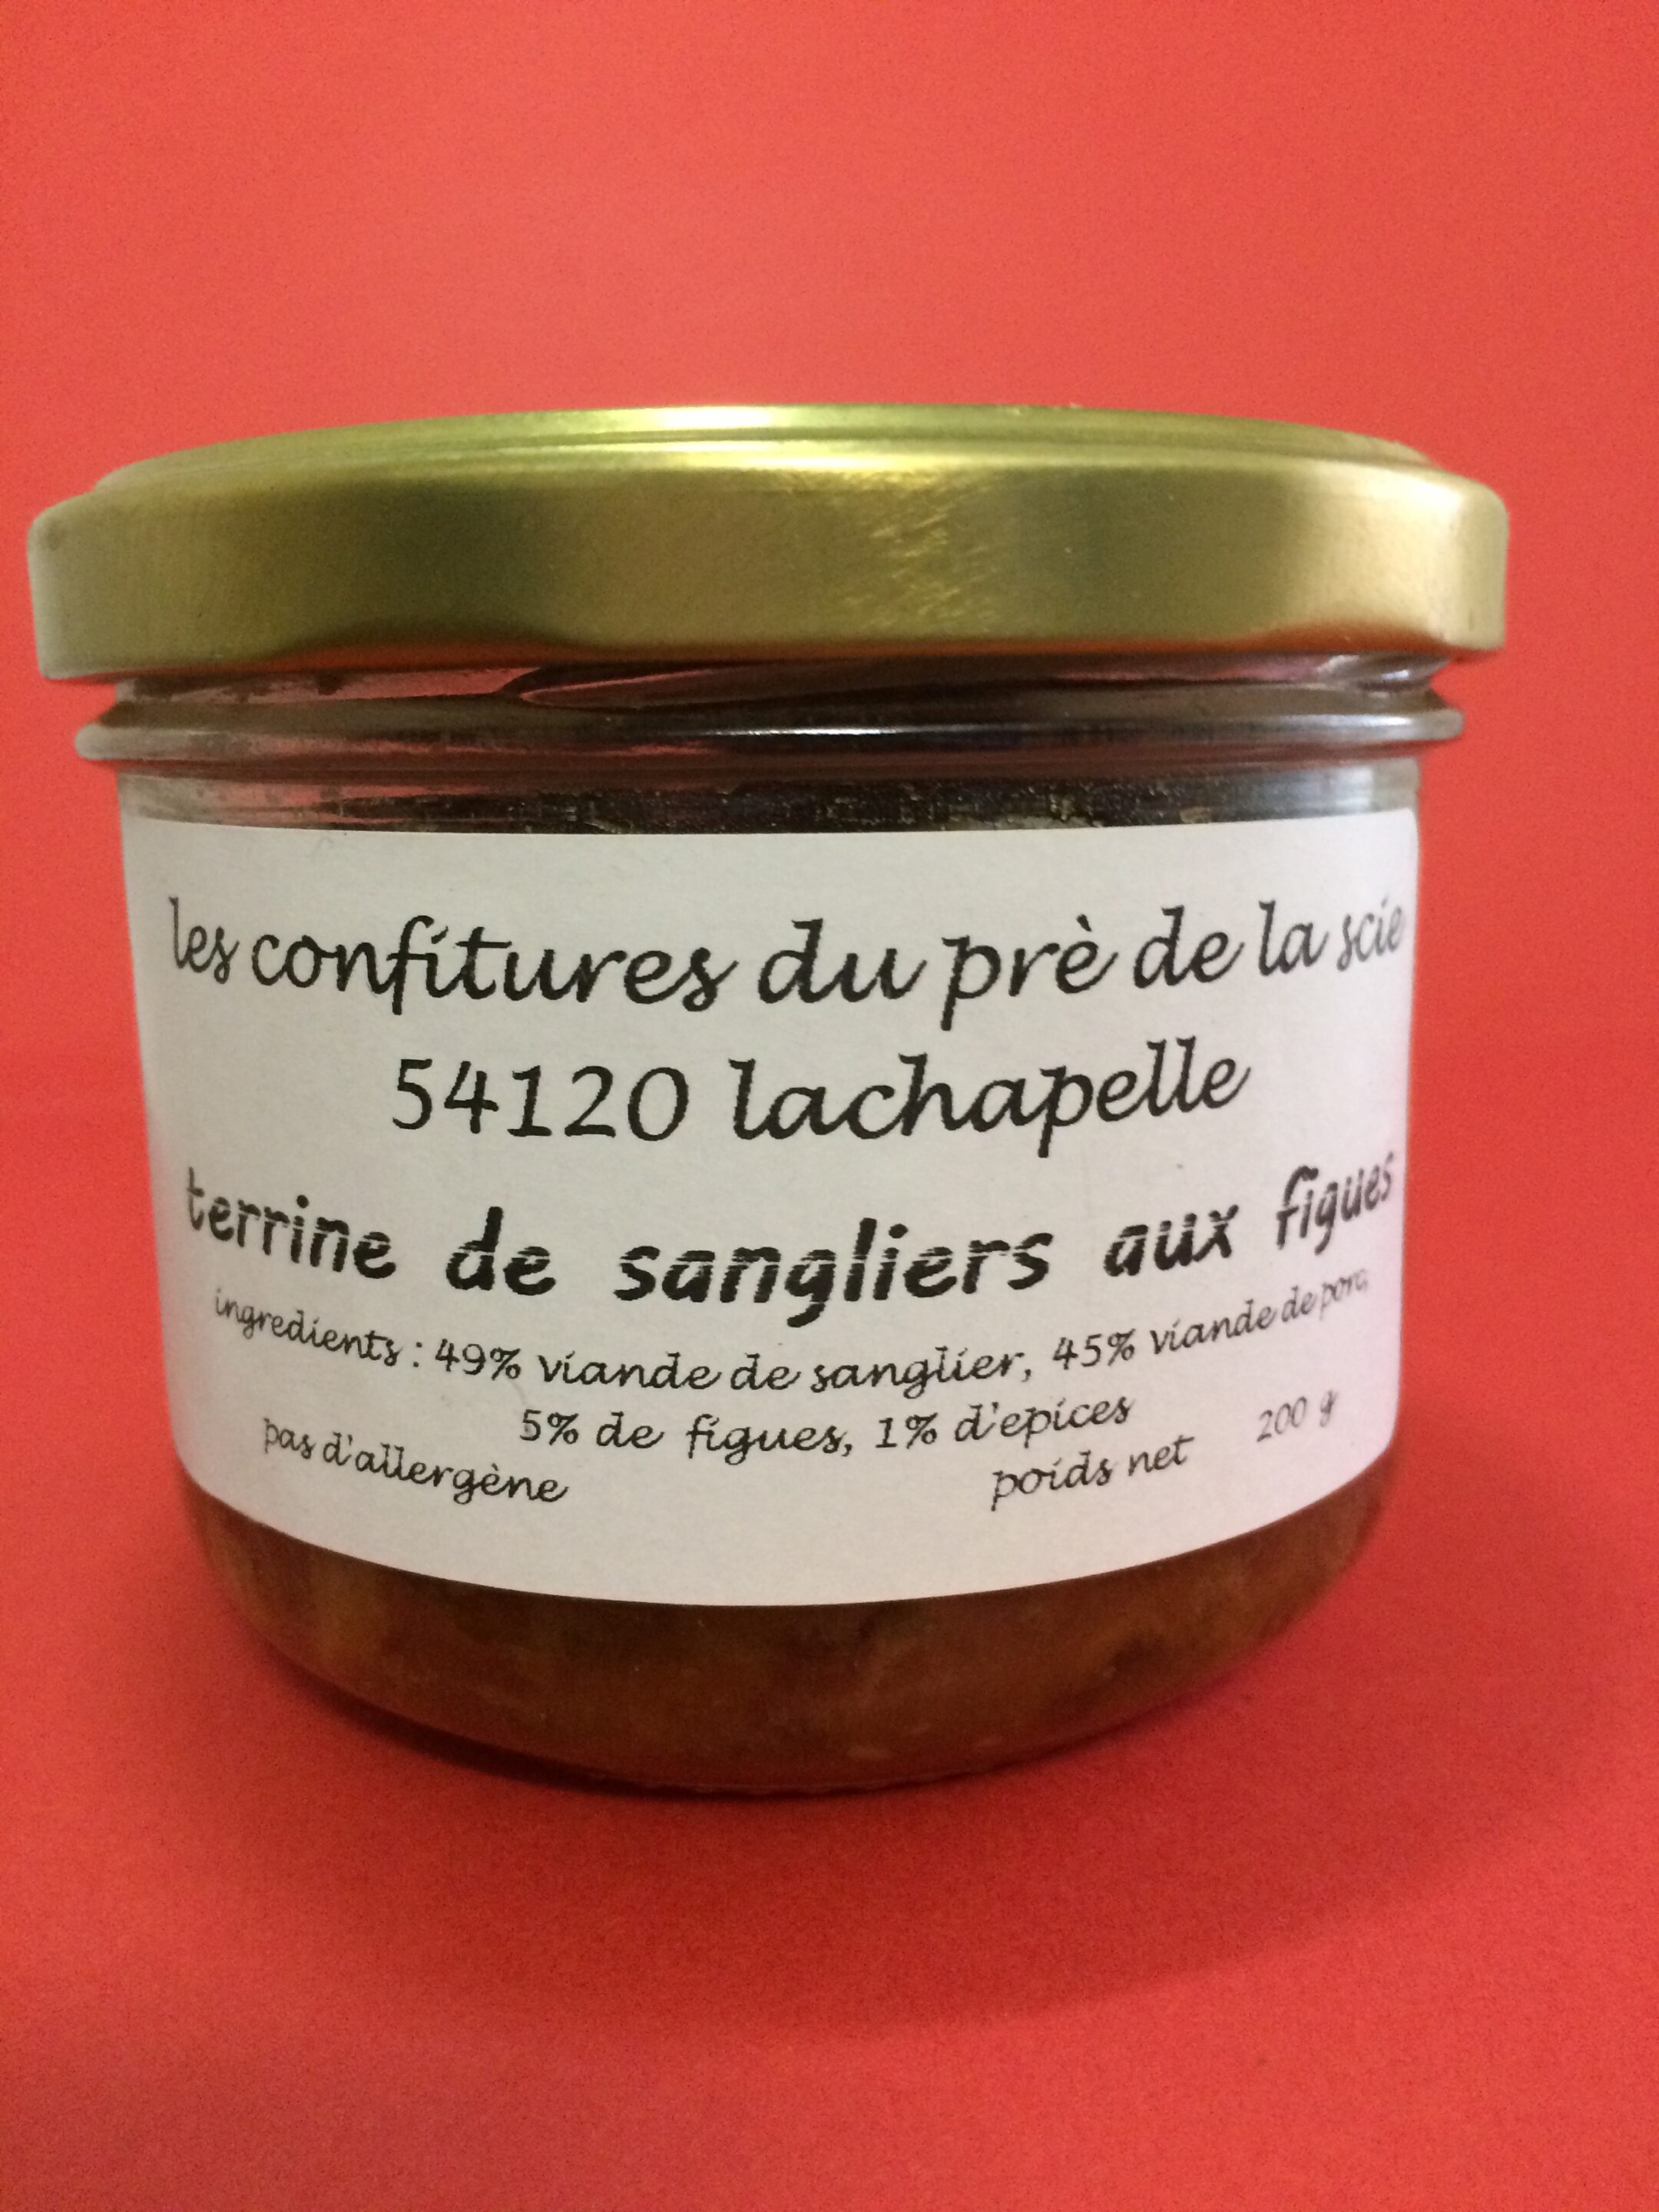 les confitures du prè de la scie
54120 lachapelle
terrine de sangliers aux figues
ingredients : 49% viande de sanglier, 45% viande de porc,
5% de figues, 1% d'epices
pas d'allergène poids net 200 g